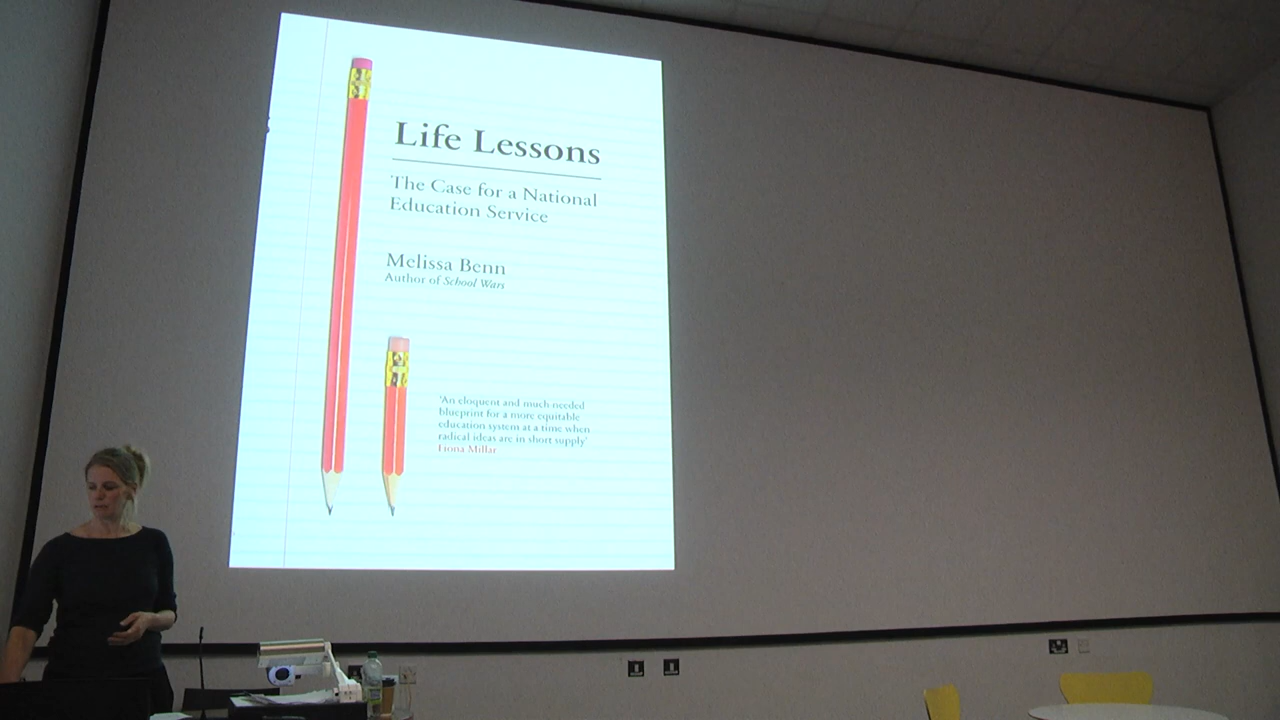 Life Lessons
The Case for a National
Education Service
Melissa Benn
Author of School Wars
'An eloquent and much-needed
blueprint for a more equitable
education system at a time when
radical ideas are in short supply'
Fiona Millar